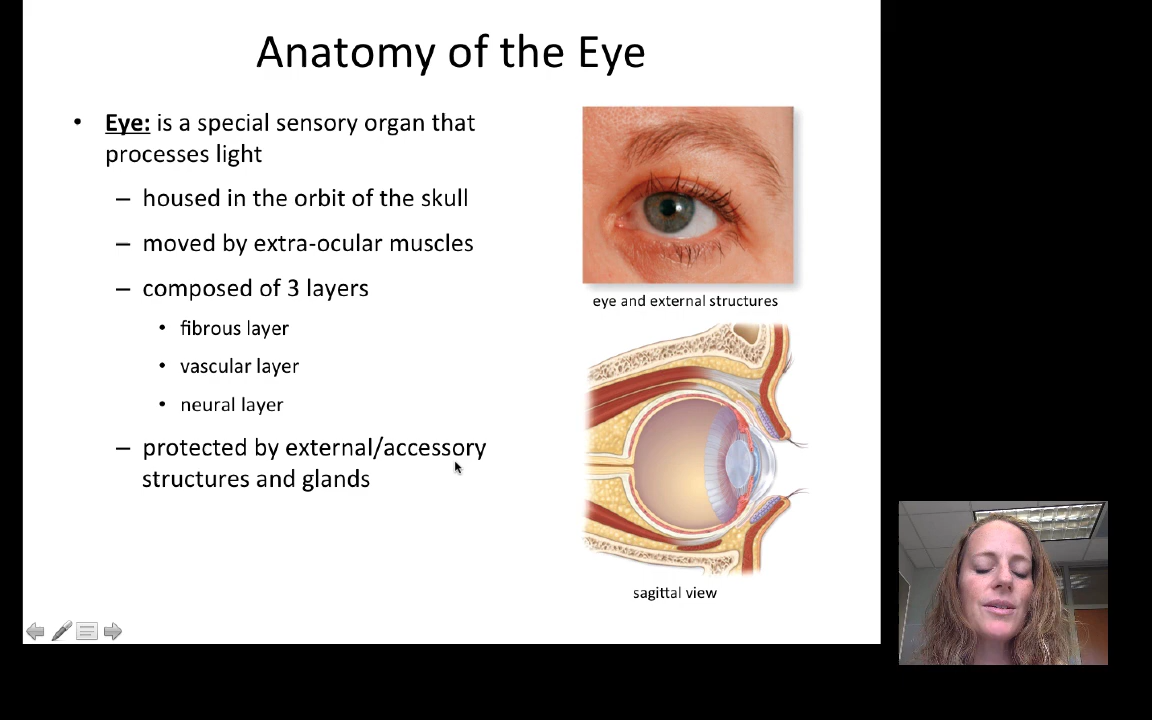 Anatomy of the Eye
• Eye: is a special sensory organ that
processes light
– housed in the orbit of the skull
– moved by extra-ocular muscles
– composed of 3 layers
• fibrous layer
• vascular layer
• neural layer
– protected by external/accessory
structures and glands
eye and external structures
sagittal view